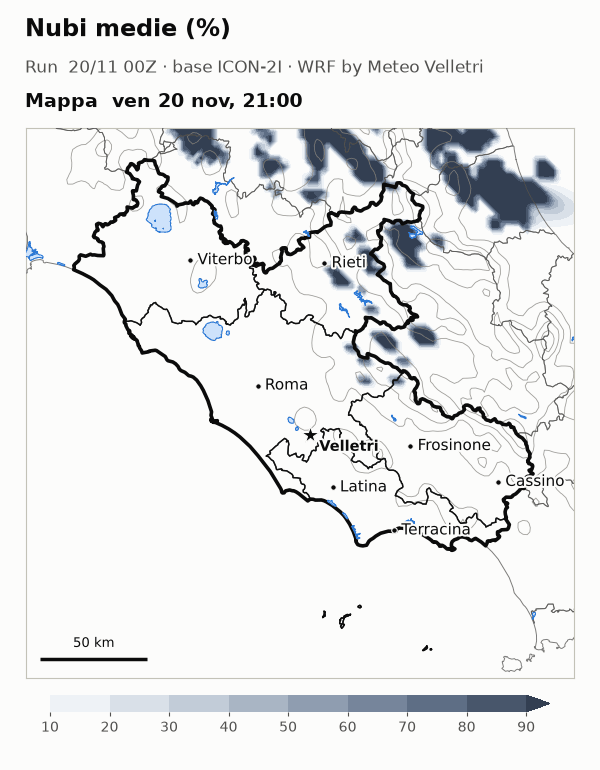 Nubi medie (%)
Run  20/11 00Z · base ICON-2I · WRF by Meteo Velletri
Mappa  ven 20 nov, 21:00
Viterbo
Rieti
Roma
Velletri
Frosinone
Latina
Cassino
Terracina
50 km
10 20 30 40 50 60 70 80 90